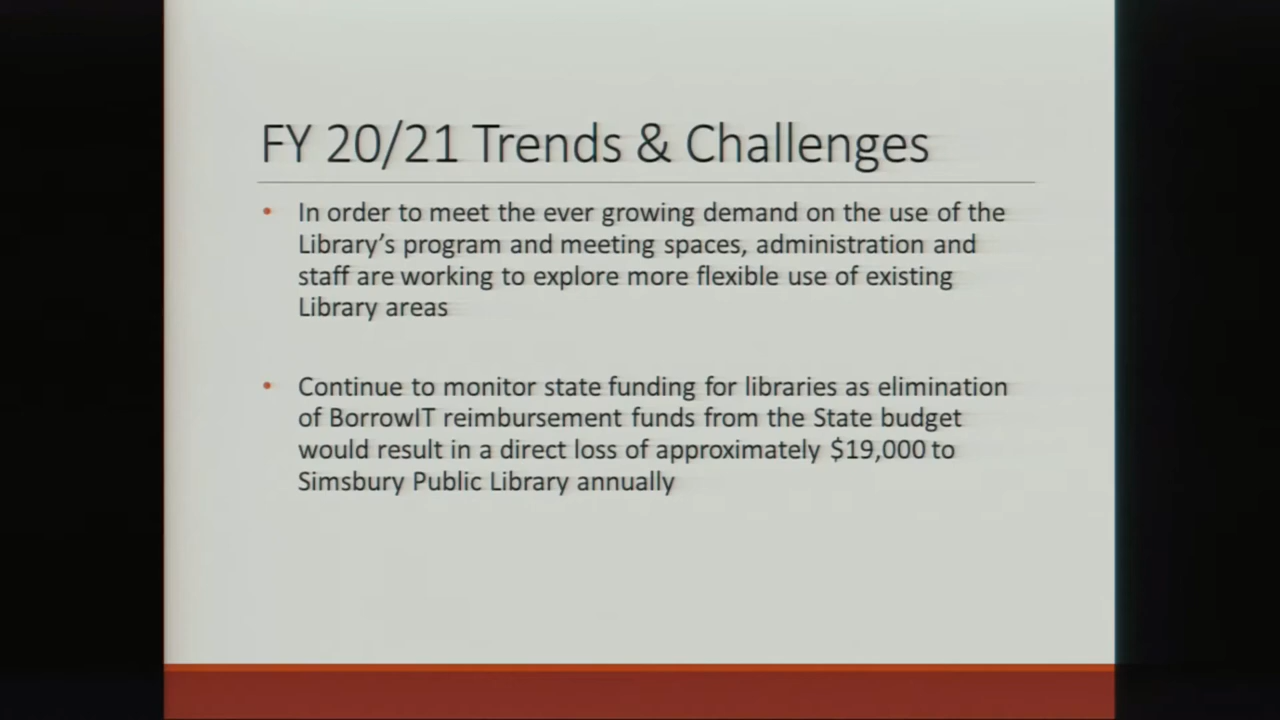 FY 20/21 Trends & Challenges
• In order to meet the ever growing demand on the use of the
Library’s program and meeting spaces, administration and
staff are working to explore more flexible use of existing
Library areas
• Continue to monitor state funding for libraries as elimination
of BorrowIT reimbursement funds from the State budget
would result in a direct loss of approximately $19,000 to
Simsbury Public Library annually